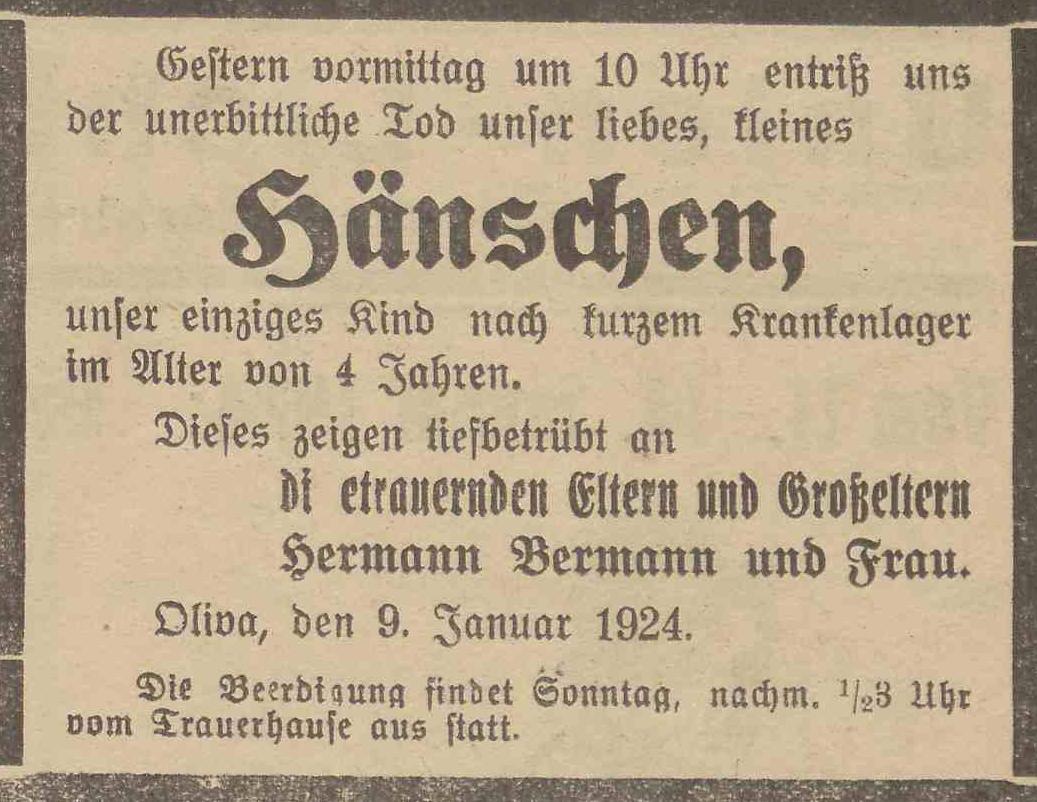 Gestern vormittag um 10 Uhr entriß uns
der unerbittliche Tod unser liebes, kleines
Hänschen,
unser einziges Kind nach kurzem Krankenlager
im Alter von 4 Jahren.
Dieses zeigen tiefbetrübt an
di etrauernden Eltern und Großeltern
Hermann Bermann und Frau.
Oliva, den 9. Januar 1924.
Die Beerdigung findet Sonntag, nachm. ½3 Uhr
vom Trauerhause aus statt.